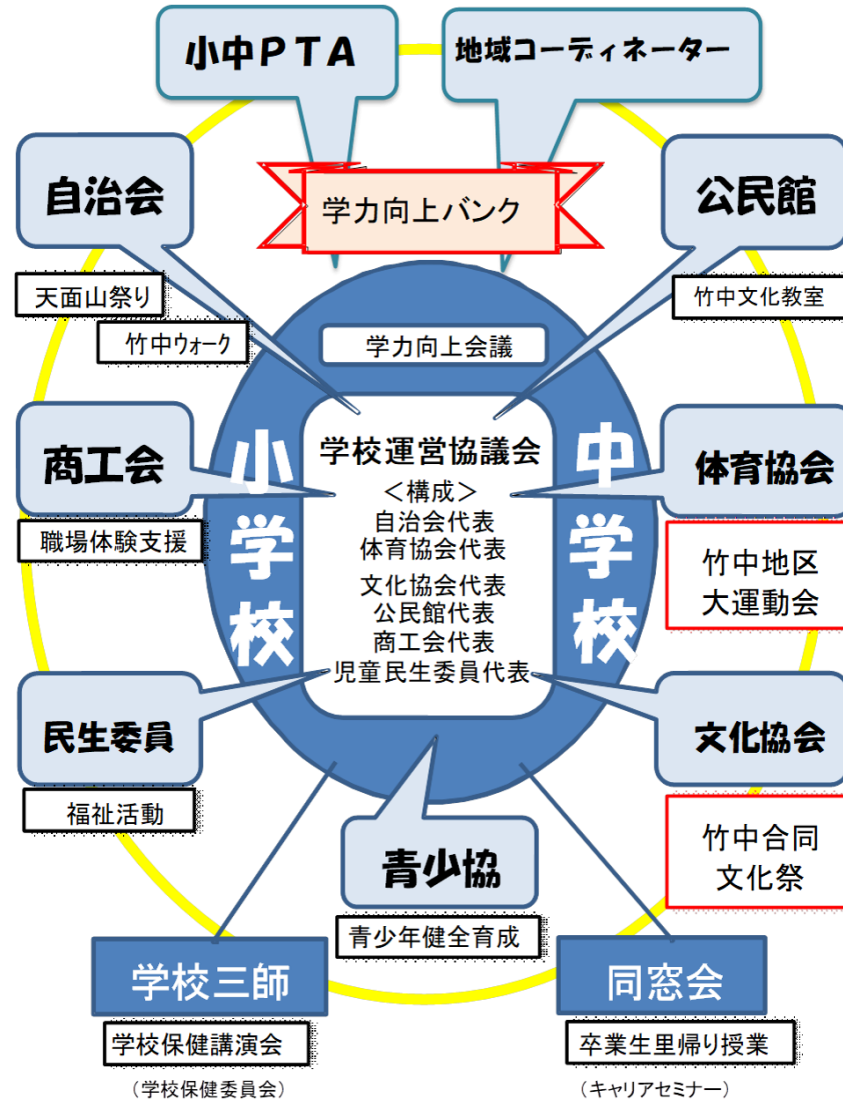 小中ＰＴＡ
地域コーディネーター
学力向上バンク
自治会
公民館
天面山祭り
竹中ウォーク
竹中文化教室
学力向上会議
小学校
中学校
学校運営協議会
＜構成＞
自治会代表
体育協会代表
文化協会代表
公民館代表
商工会代表
児童民生委員代表
商工会
職場体験支援
体育協会
竹中地区
大運動会
民生委員
福祉活動
文化協会
竹中合同
文化祭
青少協
青少年健全育成
学校三師
学校保健講演会
（学校保健委員会）
同窓会
卒業生里帰り授業
（キャリアセミナー）